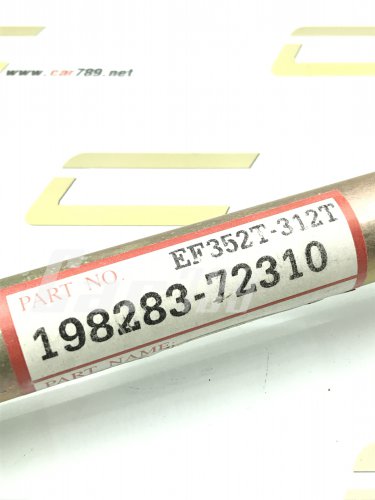 www.car789.net
EF352T-312T
PART NO.
198283-72310
PART NAME: